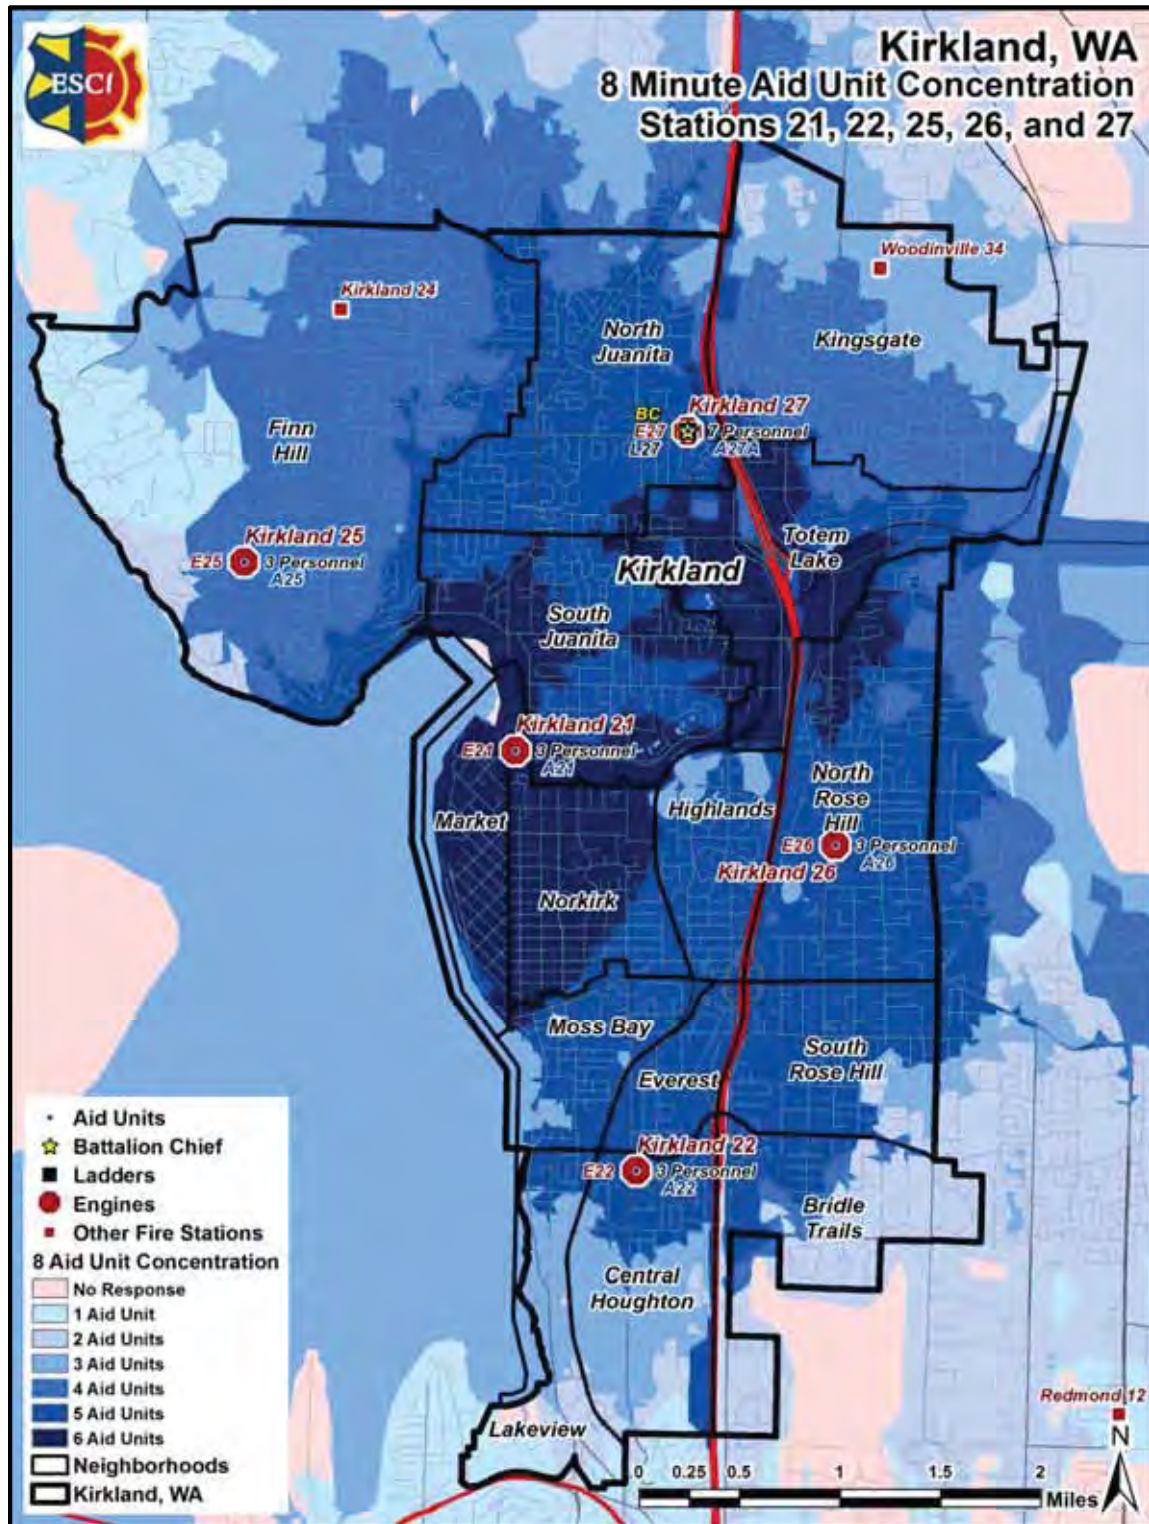 ESCi
Kirkland, WA
8 Minute Aid Unit Concentration
Stations 21, 22, 25, 26, and 27
Woodinville 34
Kirkland 24
North
Juanita
Kingsgate
Kirkland 27
BC
E27
7 Personnel
L27
A27A
Finn
Hill
Kirkland 25
E25
3 Personnel
A25
Totem
Lake
Kirkland
South
Juanita
Kirkland 21
E21
3 Personnel
A21
North
Rose
Hill
Market
Highlands
E26
3 Personnel
A26
Kirkland 26
Norkirk
Moss Bay
South
Rose Hill
Everest
Kirkland 22
E22
3 Personnel
A22
Bridle
Trails
Central
Houghton
Lakeview
Redmond 12
Aid Units
Battalion Chief
Ladders
Engines
Other Fire Stations
8 Aid Unit Concentration
No Response
1 Aid Unit
2 Aid Units
3 Aid Units
4 Aid Units
5 Aid Units
6 Aid Units
Neighborhoods
Kirkland, WA
N
0 0.25 0.5 1 1.5 2
Miles